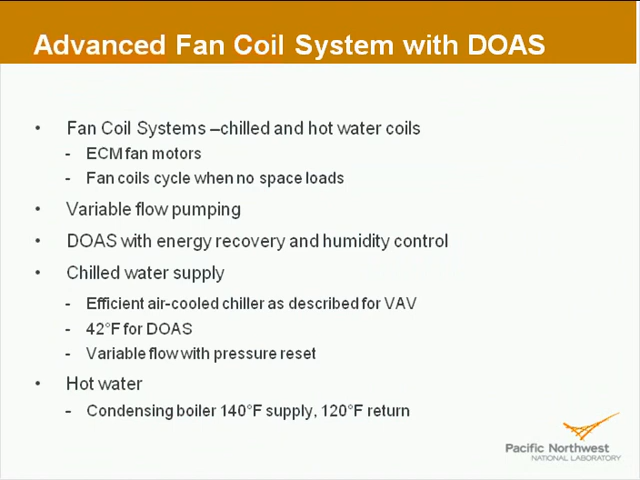 Advanced Fan Coil System with DOAS
• Fan Coil Systems –chilled and hot water coils
- ECM fan motors
- Fan coils cycle when no space loads
• Variable flow pumping
• DOAS with energy recovery and humidity control
• Chilled water supply
- Efficient air-cooled chiller as described for VAV
- 42°F for DOAS
- Variable flow with pressure reset
• Hot water
- Condensing boiler 140°F supply, 120°F return
Pacific Northwest
NATIONAL LABORATORY